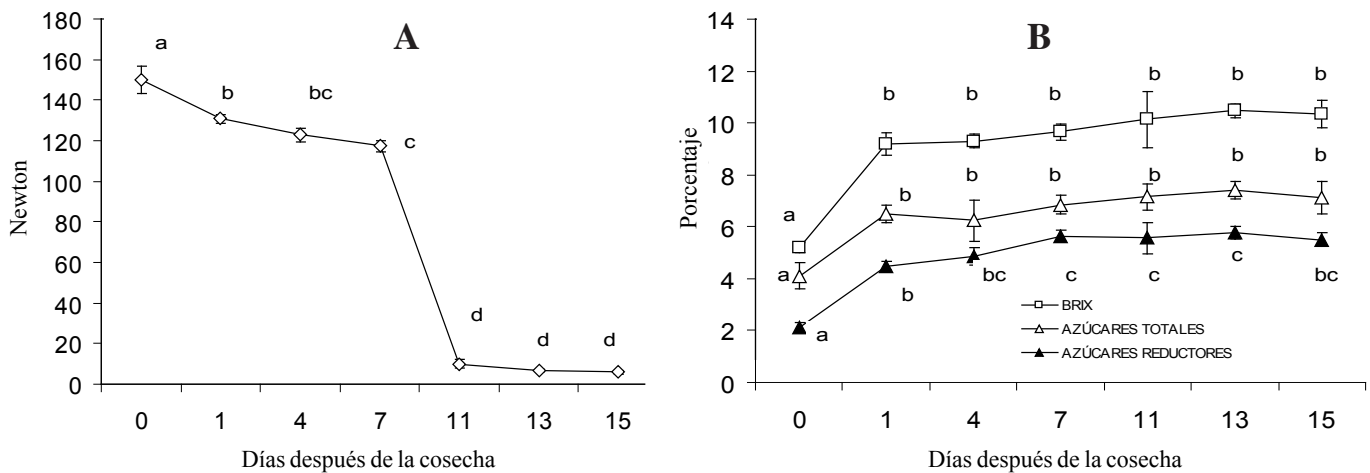 A
Newton
180
160
140
120
100
80
60
40
20
0
a
b
bc
c
d
d
d
0 1 4 7 11 13 15
Días después de la cosecha
B
Porcentaje
14
12
10
8
6
4
2
0
b b b b b b
a
b b b b b b
a
b bc c c c bc
a
BRIX
AZÚCARES TOTALES
AZÚCARES REDUCTORES
0 1 4 7 11 13 15
Días después de la cosecha